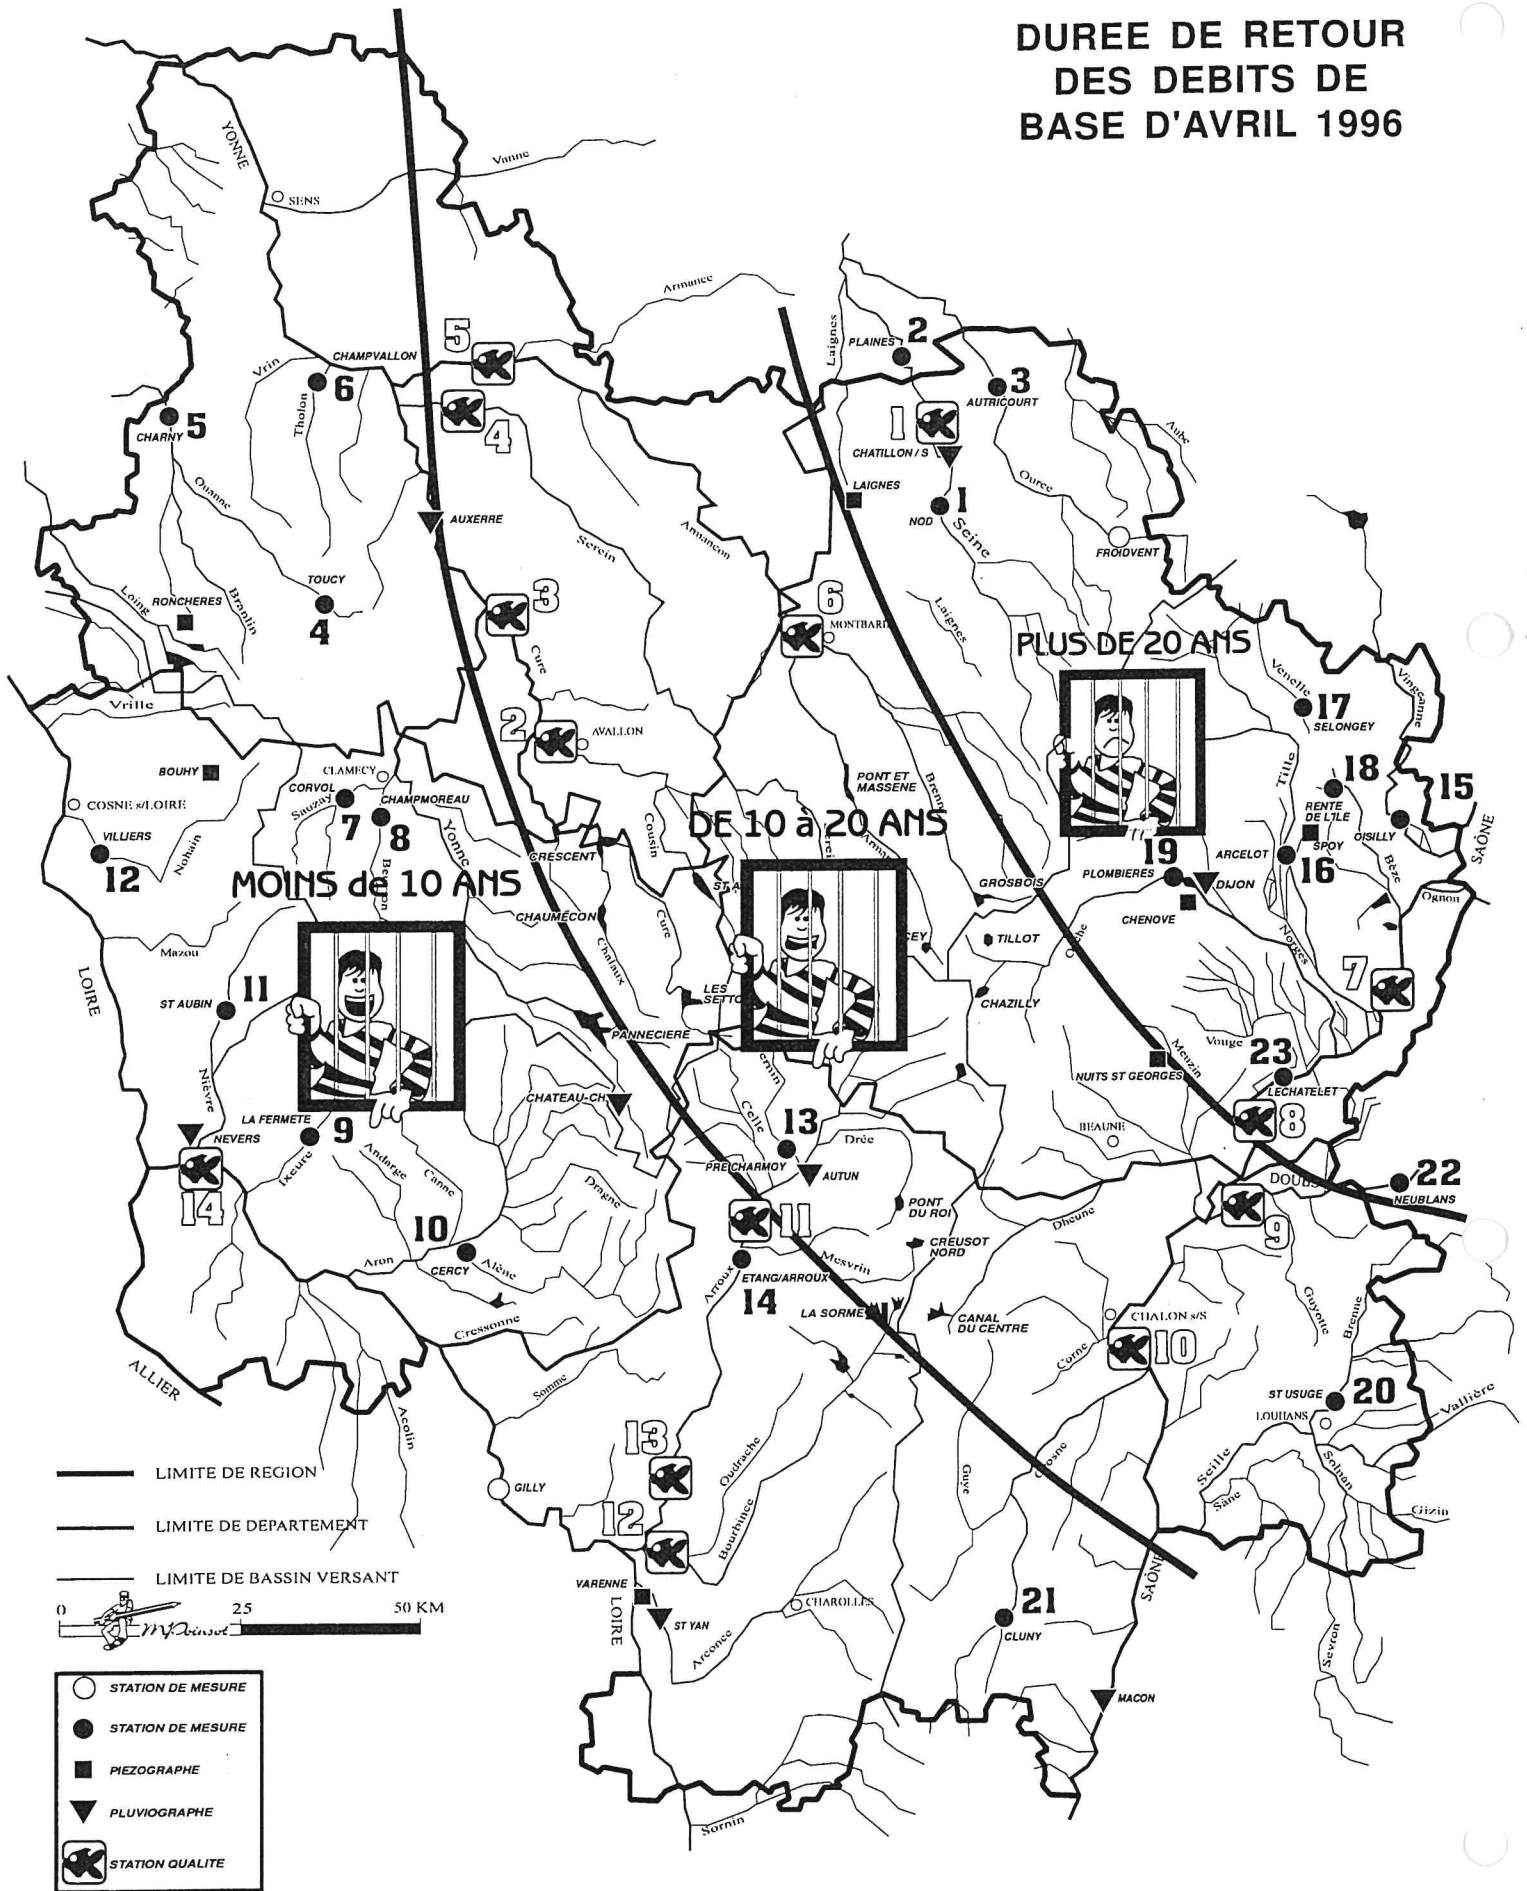 DUREE DE RETOUR
DES DEBITS DE
BASE D'AVRIL 1996
YONNE
Vanne
SENS
Armance
Laignes
PLAINES
2
5
CHAMPVALLON
Vrin
6
Tholon
3
AUTRICOURT
Aube
4
1
CHATILLON / S
5
CHARNY
Ouanne
LAIGNES
1
NOD
Seine
Ource
FROIDVENT
AUXERRE
Armançon
Serein
TOUCY
4
RONCHERES
Loing
Branlin
3
Cure
6
MONTBARD
Laignes
PLUS DE 20 ANS
Venelle
17
SELONGEY
Vingeanne
Vrille
2
AVALLON
BOUHY
CLAMECY
COSNE s/LOIRE
CORVOL
Sauzay
7
CHAMPMOREAU
8
Yonne
VILLIERS
12
Nohain
PONT ET
MASSENE
Brenne
Tille
18
15
RENTE
DE L'ILE
SPOY
OISILLY
SAÔNE
Cousin
DE 10 à 20 ANS
CRESCENT
19
PLOMBIERES
ARCELOT
16
Bèze
DIJON
CHENOVE
Ognon
MOINS de 10 ANS
GROSBOIS
CHAUMECON
Cure
Chalaux
TILLOT
Norges
Mazou
LOIRE
ST AUBIN
11
LES
SETTO
CHAZILLY
7
PANNECIERE
Vouge
23
Meuzin
NUITS ST GEORGES
LECHATELET
8
Nièvre
CHATEAU-CH
Celle
13
Drée
BEAUNE
LA FERMETE
9
NEVERS
Ixeure
Andarge
Canne
Dragne
14
PRE CHARMOY
AUTUN
DOUBS
22
NEUBLANS
11
PONT
DU ROI
Dheune
9
10
CERCY
Aron
Alène
CREUSOT
NORD
Mesvrin
Arroux
ETANG/ARROUX
14
LA SORME
CANAL
DU CENTRE
Guyotte
Brenne
Cressonne
CHALON s/S
Corne
10
ALLIER
Somme
Acolin
ST USUGE
20
LOUHANS
Vallière
13
Oudrache
Guye
Grosne
Seille
Solnan
Sâne
Gizin
GILLY
12
Bourbince
LIMITE DE REGION
LIMITE DE DEPARTEMENT
LIMITE DE BASSIN VERSANT
0 25 50 KM
M.Poinsot
VARENNE
LOIRE
ST YAN
CHAROLLES
Arconce
21
CLUNY
SAÔNE
Sevron
MACON
Sornin
STATION DE MESURE
STATION DE MESURE
PIEZOGRAPHE
PLUVIOGRAPHE
STATION QUALITE